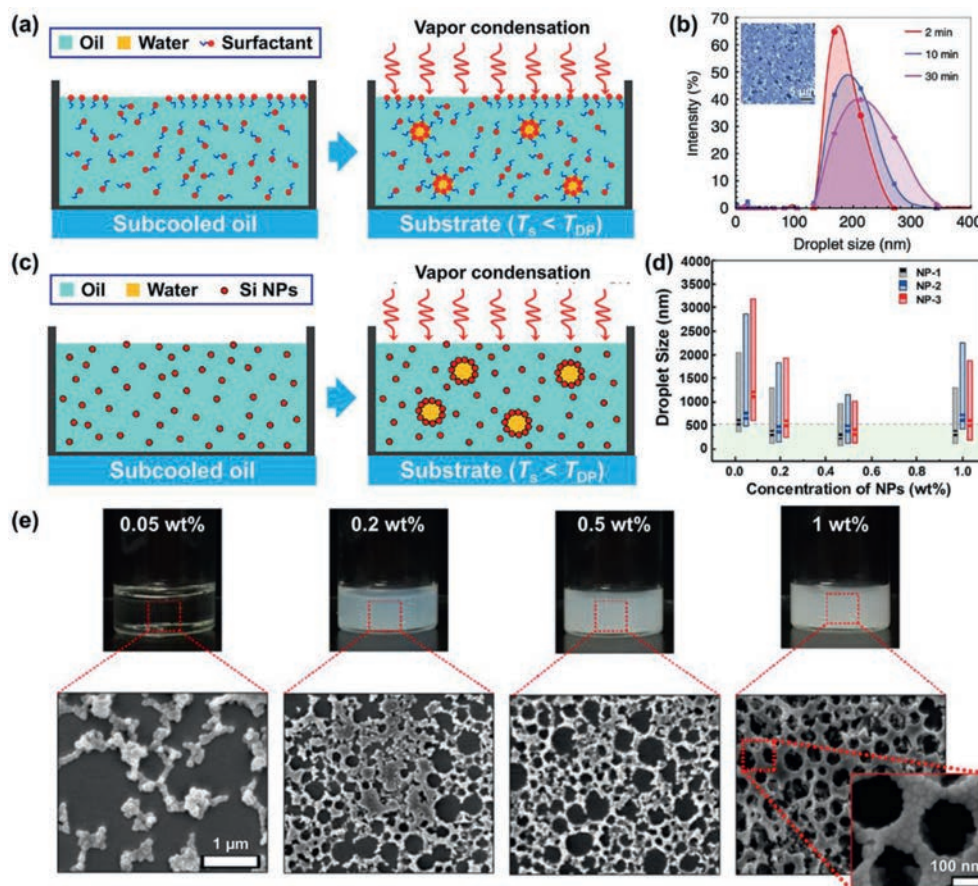 (a)
Oil Water Surfactant
Vapor condensation
Subcooled oil
Substrate (Ts < TDP)
(b)
70
60
50
40
30
20
10
0
Intensity (%)
5 μm
2 min
10 min
30 min
0 100 200 300 400
Droplet size (nm)
(c)
Oil Water Si NPs
Vapor condensation
Subcooled oil
Substrate (Ts < TDP)
(d)
4000
3500
3000
2500
2000
1500
1000
500
0
Droplet Size (nm)
NP-1
NP-2
NP-3
0.0 0.2 0.4 0.6 0.8 1.0
Concentration of NPs (wt%)
(e)
0.05 wt%
0.2 wt%
0.5 wt%
1 wt%
1 μm
100 nm